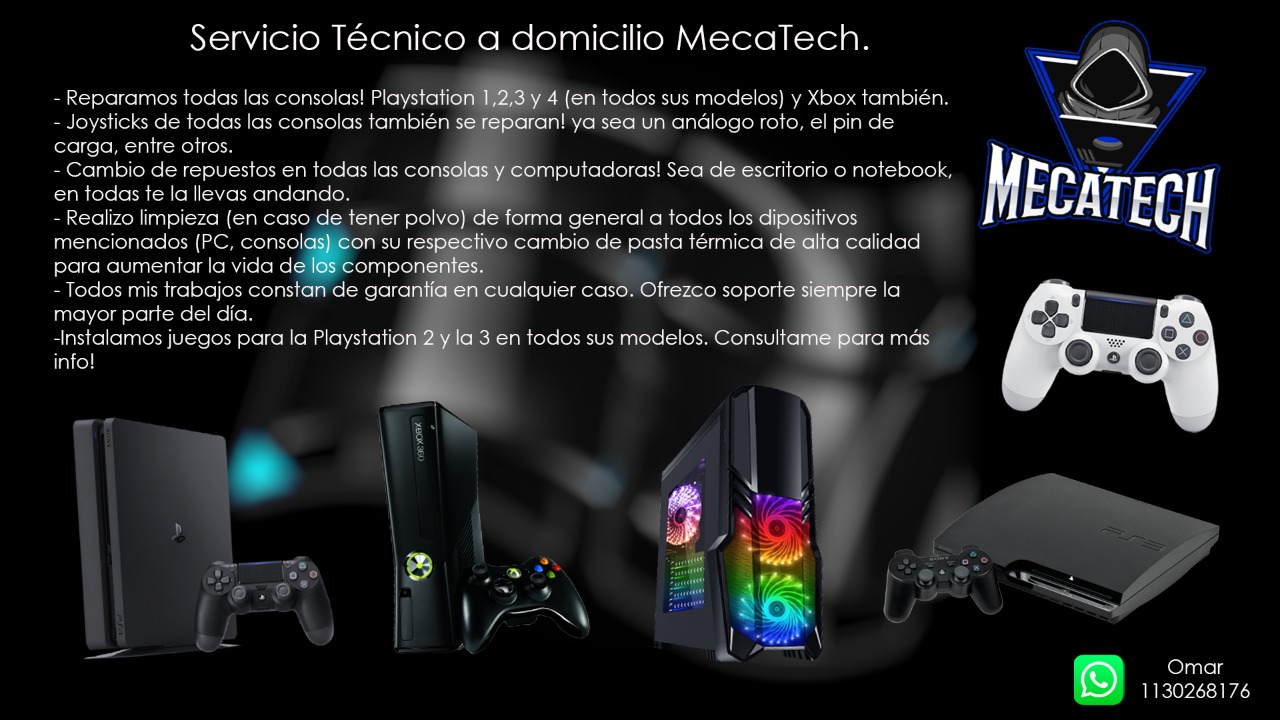 Servicio Técnico a domicilio MecaTech.
- Reparamos todas las consolas! Playstation 1,2,3 y 4 (en todos sus modelos) y Xbox también.
- Joysticks de todas las consolas también se reparan! ya sea un análogo roto, el pin de
carga, entre otros.
- Cambio de repuestos en todas las consolas y computadoras! Sea de escritorio o notebook,
en todas te la llevas andando.
- Realizo limpieza (en caso de tener polvo) de forma general a todos los dipositivos
mencionados (PC, consolas) con su respectivo cambio de pasta térmica de alta calidad
para aumentar la vida de los componentes.
- Todos mis trabajos constan de garantía en cualquier caso. Ofrezco soporte siempre la
mayor parte del día.
-Instalamos juegos para la Playstation 2 y la 3 en todos sus modelos. Consultame para más
info!
MECATECH
SONY
PS4
XBOX 360
PS3
SONY
Omar
1130268176